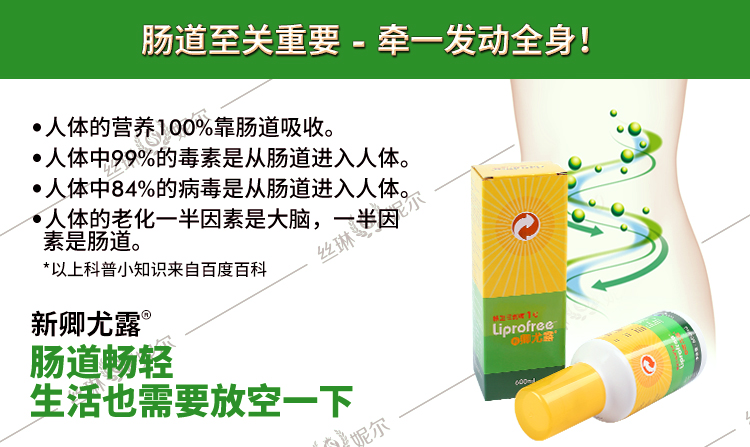 肠道至关重要 - 牵一发动全身！
•人体的营养100%靠肠道吸收。
•人体中99%的毒素是从肠道进入人体。
•人体中84%的病毒是从肠道进入人体。
•人体的老化一半因素是大脑，一半因
素是肠道。
*以上科普小知识来自百度百科
新卿尤露®
肠道畅轻
生活也需要放空一下
Liprofree
卿尤露
丝琳 妮尔